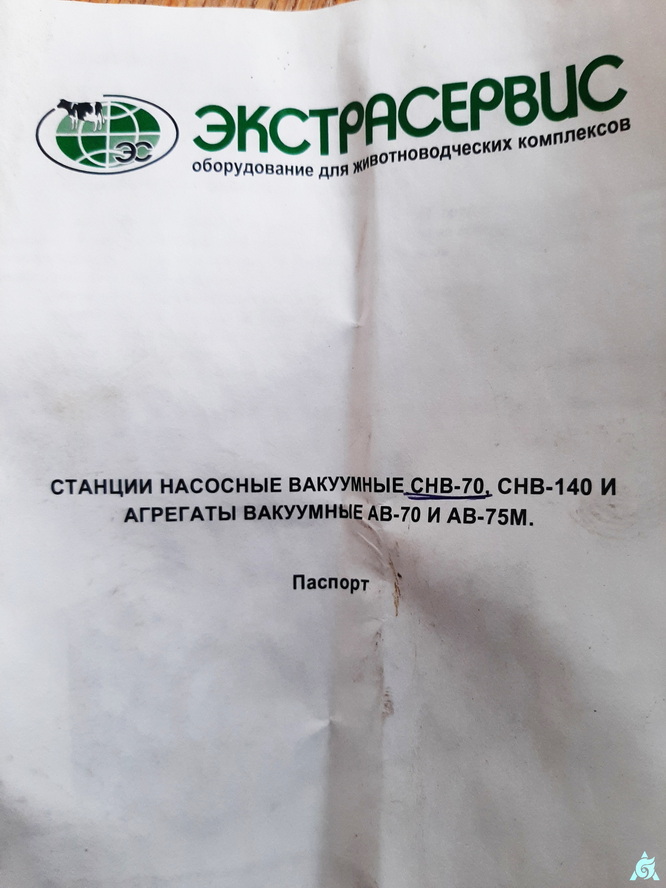 ЭС
ЭКСТРАСЕРВИС
оборудование для животноводческих комплексов
СТАНЦИИ НАСОСНЫЕ ВАКУУМНЫЕ СНВ-70, СНВ-140 И
АГРЕГАТЫ ВАКУУМНЫЕ АВ-70 И АВ-75М.
Паспорт